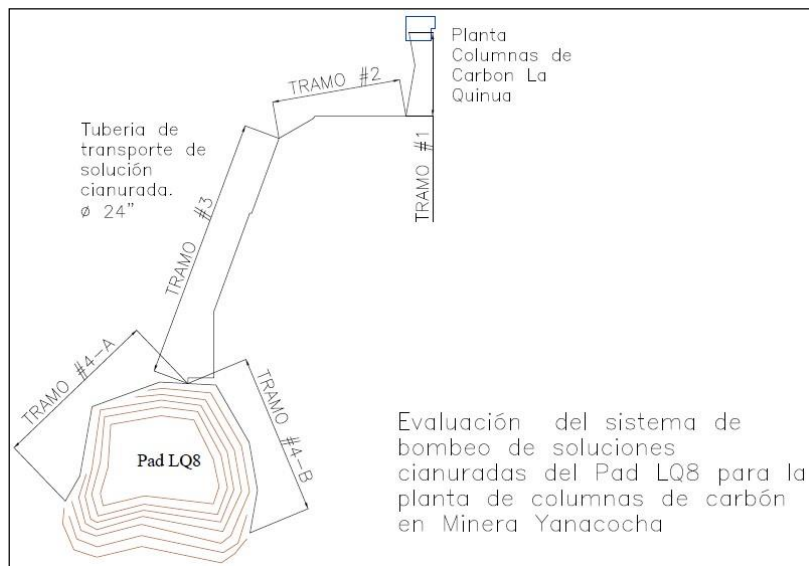 Planta
Columnas de
Carbon La
Quinua
TRAMO #2
Tuberia de
transporte de
solución
cianurada.
ø 24"
TRAMO #1
TRAMO #3
TRAMO #4-A
TRAMO #4-B
Pad LQ8
Evaluación del sistema de
bombeo de soluciones
cianuradas del Pad LQ8 para la
planta de columnas de carbón
en Minera Yanacocha